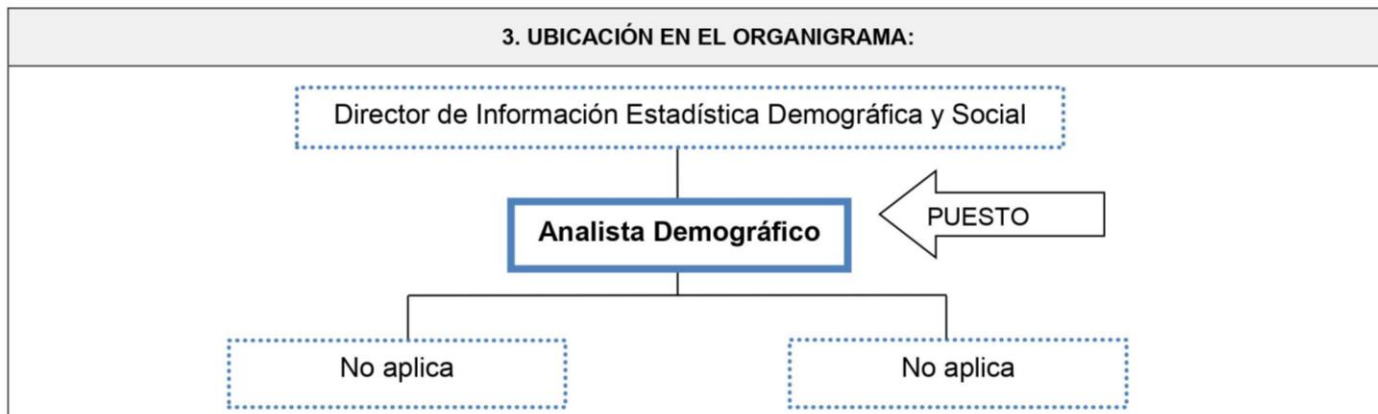 3. UBICACIÓN EN EL ORGANIGRAMA:
Director de Información Estadística Demográfica y Social
Analista Demográfico
PUESTO
No aplica
No aplica